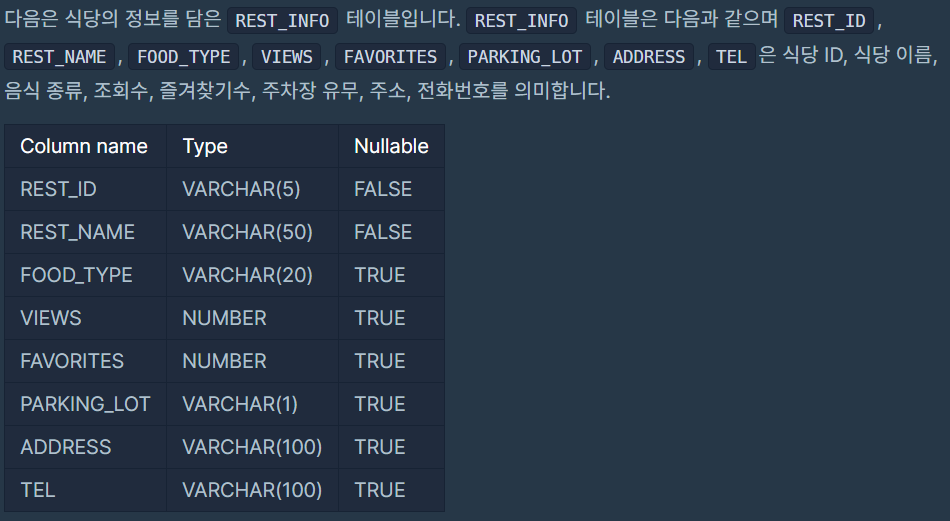 다음은 식당의 정보를 담은 REST_INFO 테이블입니다. REST_INFO 테이블은 다음과 같으며 REST_ID ,
REST_NAME , FOOD_TYPE , VIEWS , FAVORITES , PARKING_LOT , ADDRESS , TEL 은 식당 ID, 식당 이름,
음식 종류, 조회수, 즐겨찾기수, 주차장 유무, 주소, 전화번호를 의미합니다.
Column name Type Nullable
REST_ID VARCHAR(5) FALSE
REST_NAME VARCHAR(50) FALSE
FOOD_TYPE VARCHAR(20) TRUE
VIEWS NUMBER TRUE
FAVORITES NUMBER TRUE
PARKING_LOT VARCHAR(1) TRUE
ADDRESS VARCHAR(100) TRUE
TEL VARCHAR(100) TRUE